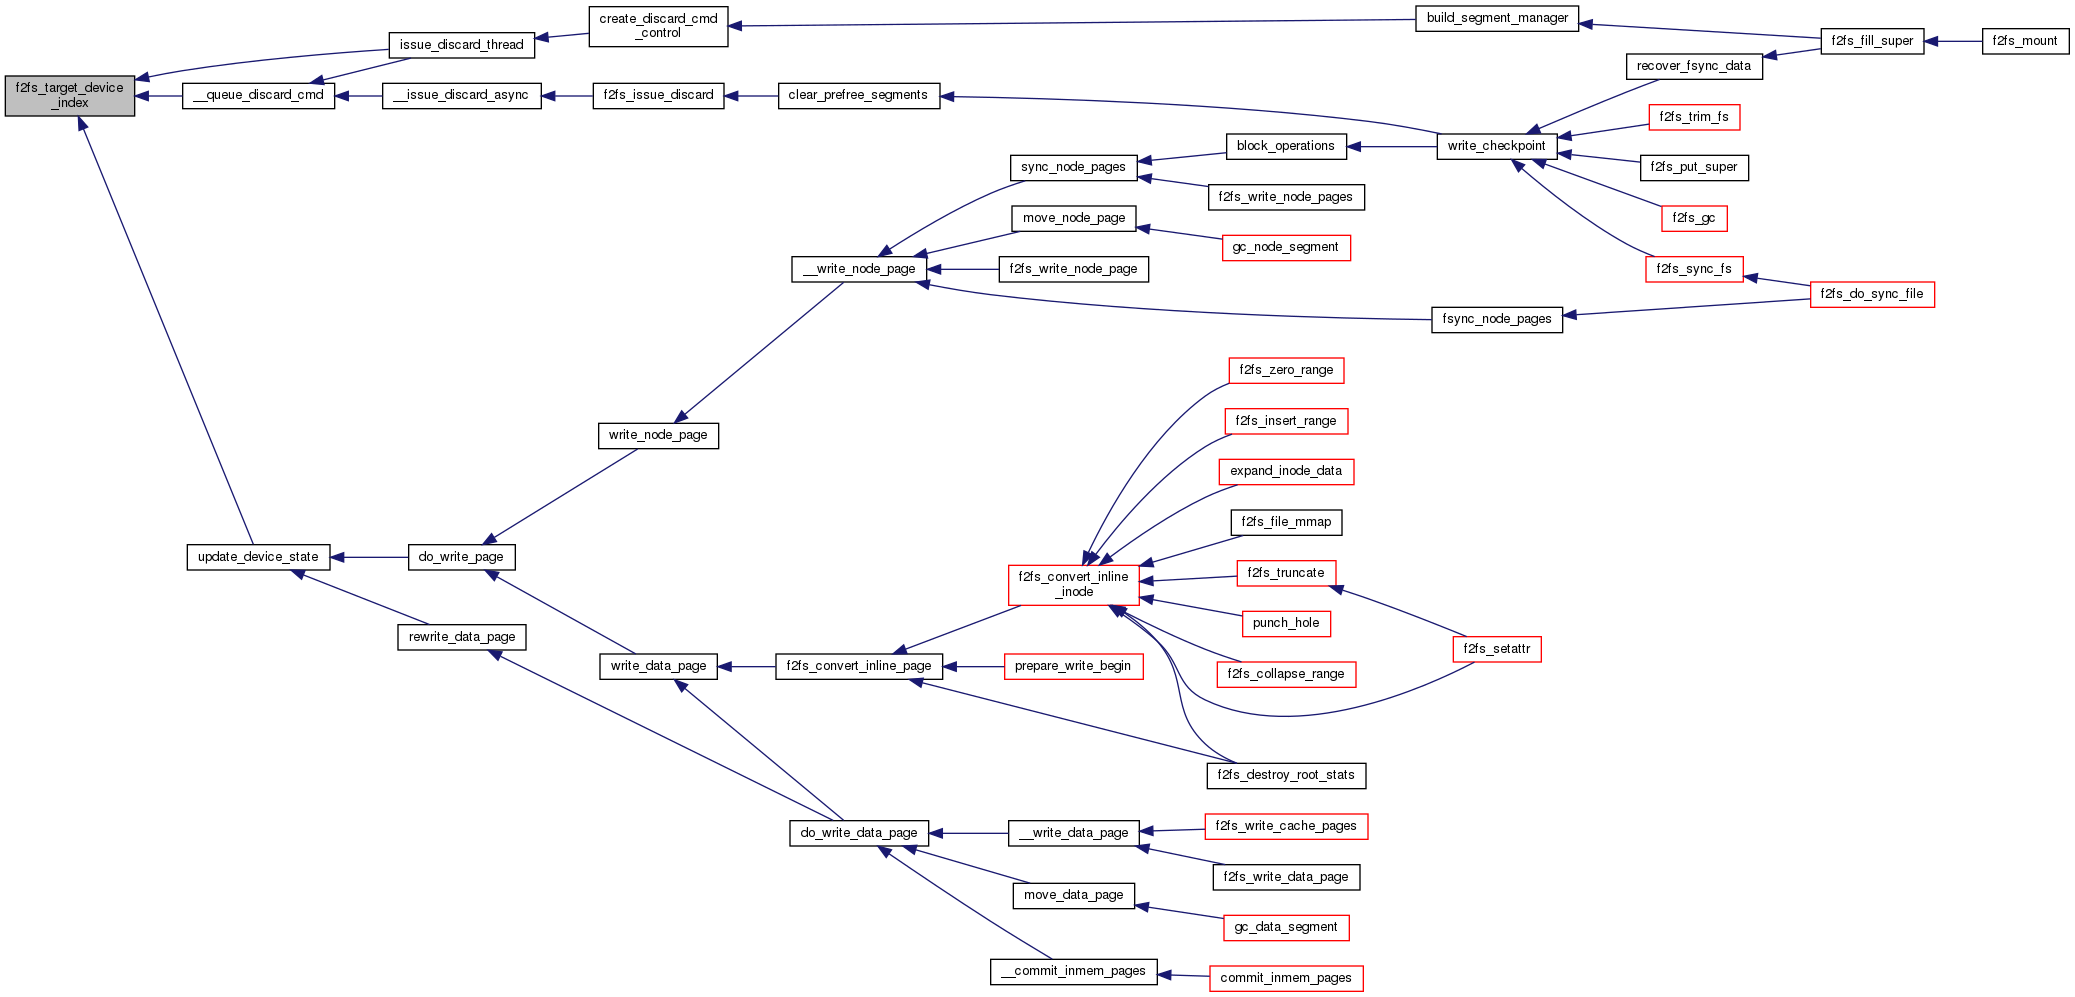 f2fs_target_device
_index
issue_discard_thread
__queue_discard_cmd
update_device_state
create_discard_cmd
_control
__issue_discard_async
f2fs_issue_discard
clear_prefree_segments
build_segment_manager
f2fs_fill_super
f2fs_mount
recover_fsync_data
f2fs_trim_fs
write_checkpoint
f2fs_put_super
f2fs_gc
f2fs_sync_fs
f2fs_do_sync_file
block_operations
sync_node_pages
f2fs_write_node_pages
move_node_page
gc_node_segment
__write_node_page
f2fs_write_node_page
fsync_node_pages
write_node_page
do_write_page
rewrite_data_page
write_data_page
f2fs_convert_inline_page
f2fs_convert_inline
_inode
prepare_write_begin
f2fs_zero_range
f2fs_insert_range
expand_inode_data
f2fs_file_mmap
f2fs_truncate
punch_hole
f2fs_collapse_range
f2fs_setattr
f2fs_destroy_root_stats
do_write_data_page
__write_data_page
f2fs_write_cache_pages
f2fs_write_data_page
move_data_page
gc_data_segment
__commit_inmem_pages
commit_inmem_pages